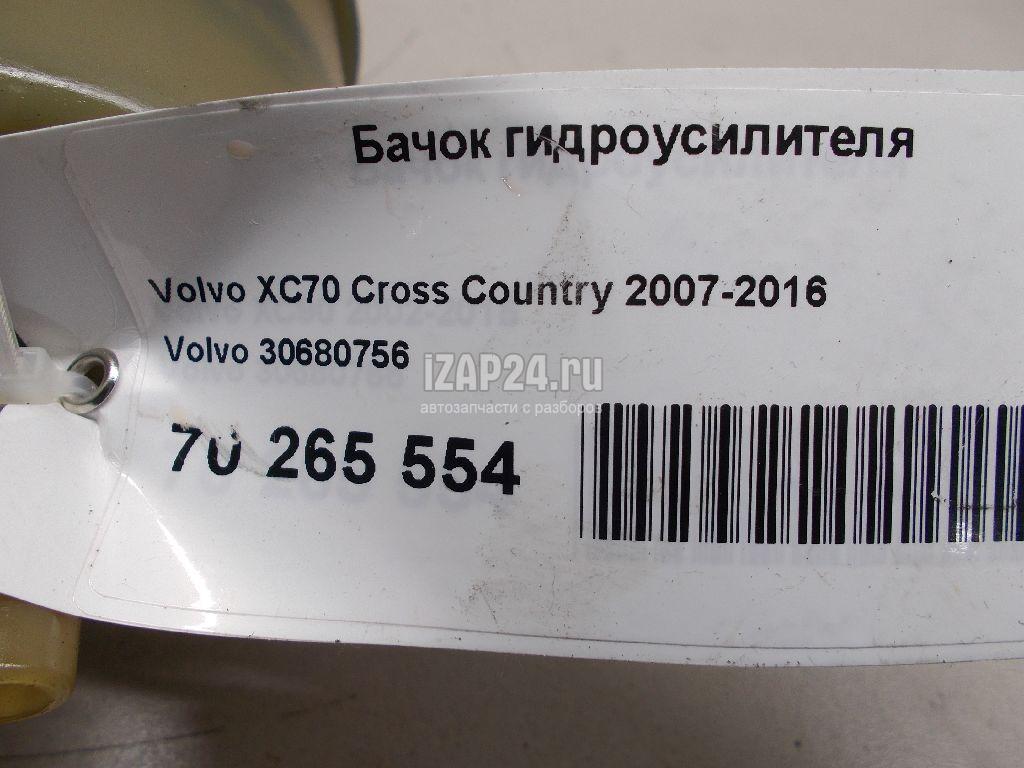 Бачок гидроусилителя
Volvo XC70 Cross Country 2007-2016
Volvo 30680756
iZAP24.ru
автозапчасти с разборов
70 265 554